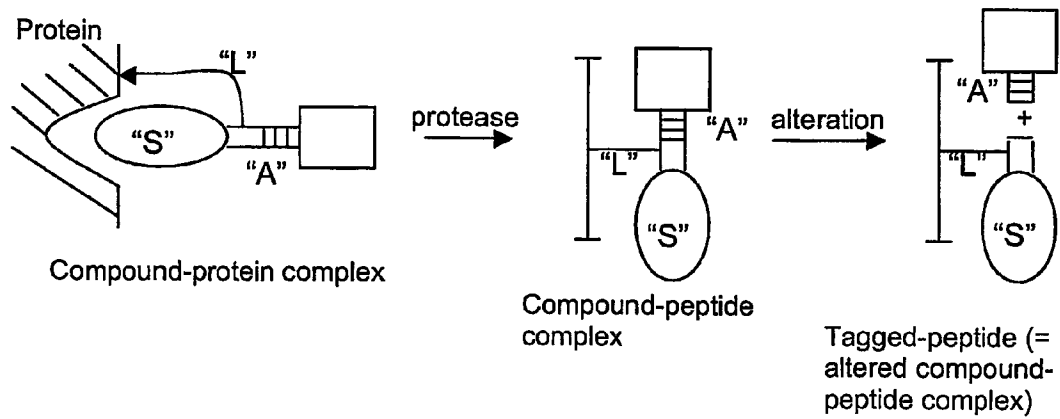 Protein
“L”
“S”
“A”
Compound-protein complex
protease
“A”
“L”
“S”
Compound-peptide
complex
alteration
“A”
+
“L”
“S”
Tagged-peptide (=
altered compound-
peptide complex)